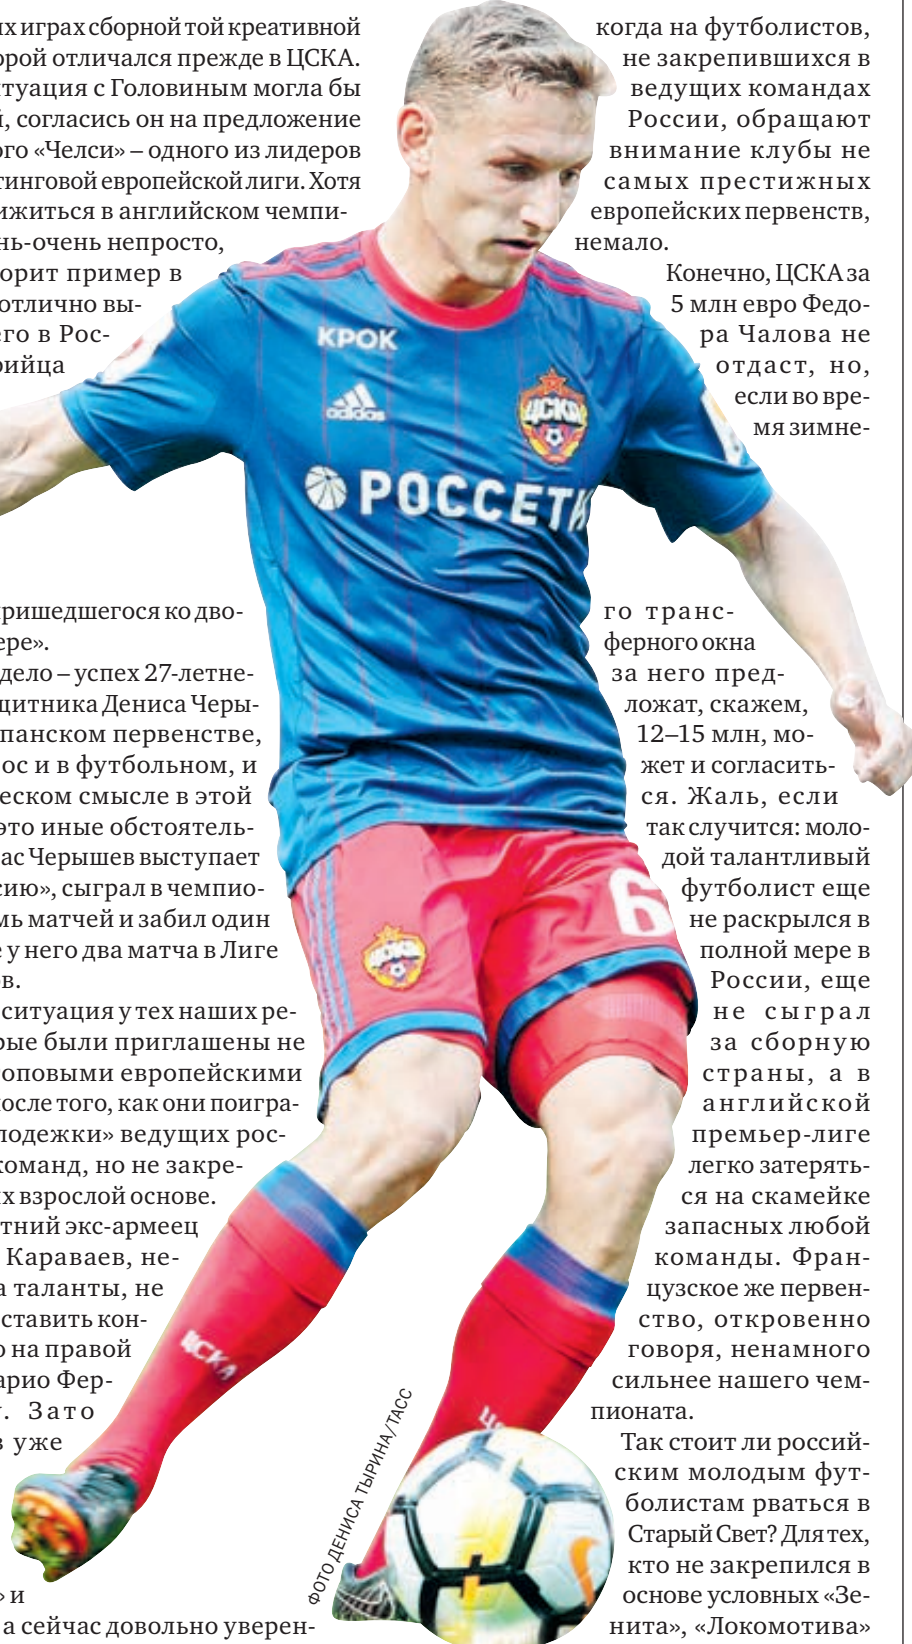 их играх сборной той креативной
орой отличался прежде в ЦСКА.
туация с Головиным могла бы
й, согласись он на предложение
ого «Челси» – одного из лидеров
тинговой европейской лиги. Хотя
ижиться в английском чемпи-
нь-очень непросто,
орит пример в
отлично вы-
его в Рос-
рийца
пришедшегося ко дво-
ере».
дело – успех 27-летне-
щитника Дениса Черы-
панском первенстве,
ос и в футбольном, и
еском смысле в этой
это иные обстоятель-
ас Черышев выступает
сию», сыграл в чемпио-
мь матчей и забил один
е у него два матча в Лиге
ов.
ситуация у тех наших ре-
рые были приглашены не
оповыми европейскими
после того, как они поигра-
лодежки» ведущих рос-
команд, но не закре-
их взрослой основе.
тний экс-армеец
Караваев, не-
а таланты, не
ставить кон-
о на правой
арио Фер-
у. Зато
в уже
» и
а сейчас довольно уверен-
КРОК
adidas
ЦСКА
РОССЕТИ
ЦСКА
6
ЦСКА
ЦС
ФОТО ДЕНИСА ТЫРИНА/ТАСС
когда на футболистов,
не закрепившихся в
ведущих командах
России, обращают
внимание клубы не
самых престижных
европейских первенств,
немало.
Конечно, ЦСКА за
5 млн евро Федо-
ра Чалова не
отдаст, но,
если во вре-
мя зимне-
го транс-
ферного окна
за него пред-
ложат, скажем,
12–15 млн, мо-
жет и согласить-
ся. Жаль, если
так случится: моло-
дой талантливый
футболист еще
не раскрылся в
полной мере в
России, еще
не сыграл
за сборную
страны, а в
английской
премьер-лиге
легко затерять-
ся на скамейке
запасных любой
команды. Фран-
цузское же первен-
ство, откровенно
говоря, ненамного
сильнее нашего чем-
пионата.
Так стоит ли россий-
ским молодым фут-
болистам рваться в
Старый Свет? Для тех,
кто не закрепился в
основе условных «Зе-
нита», «Локомотива»